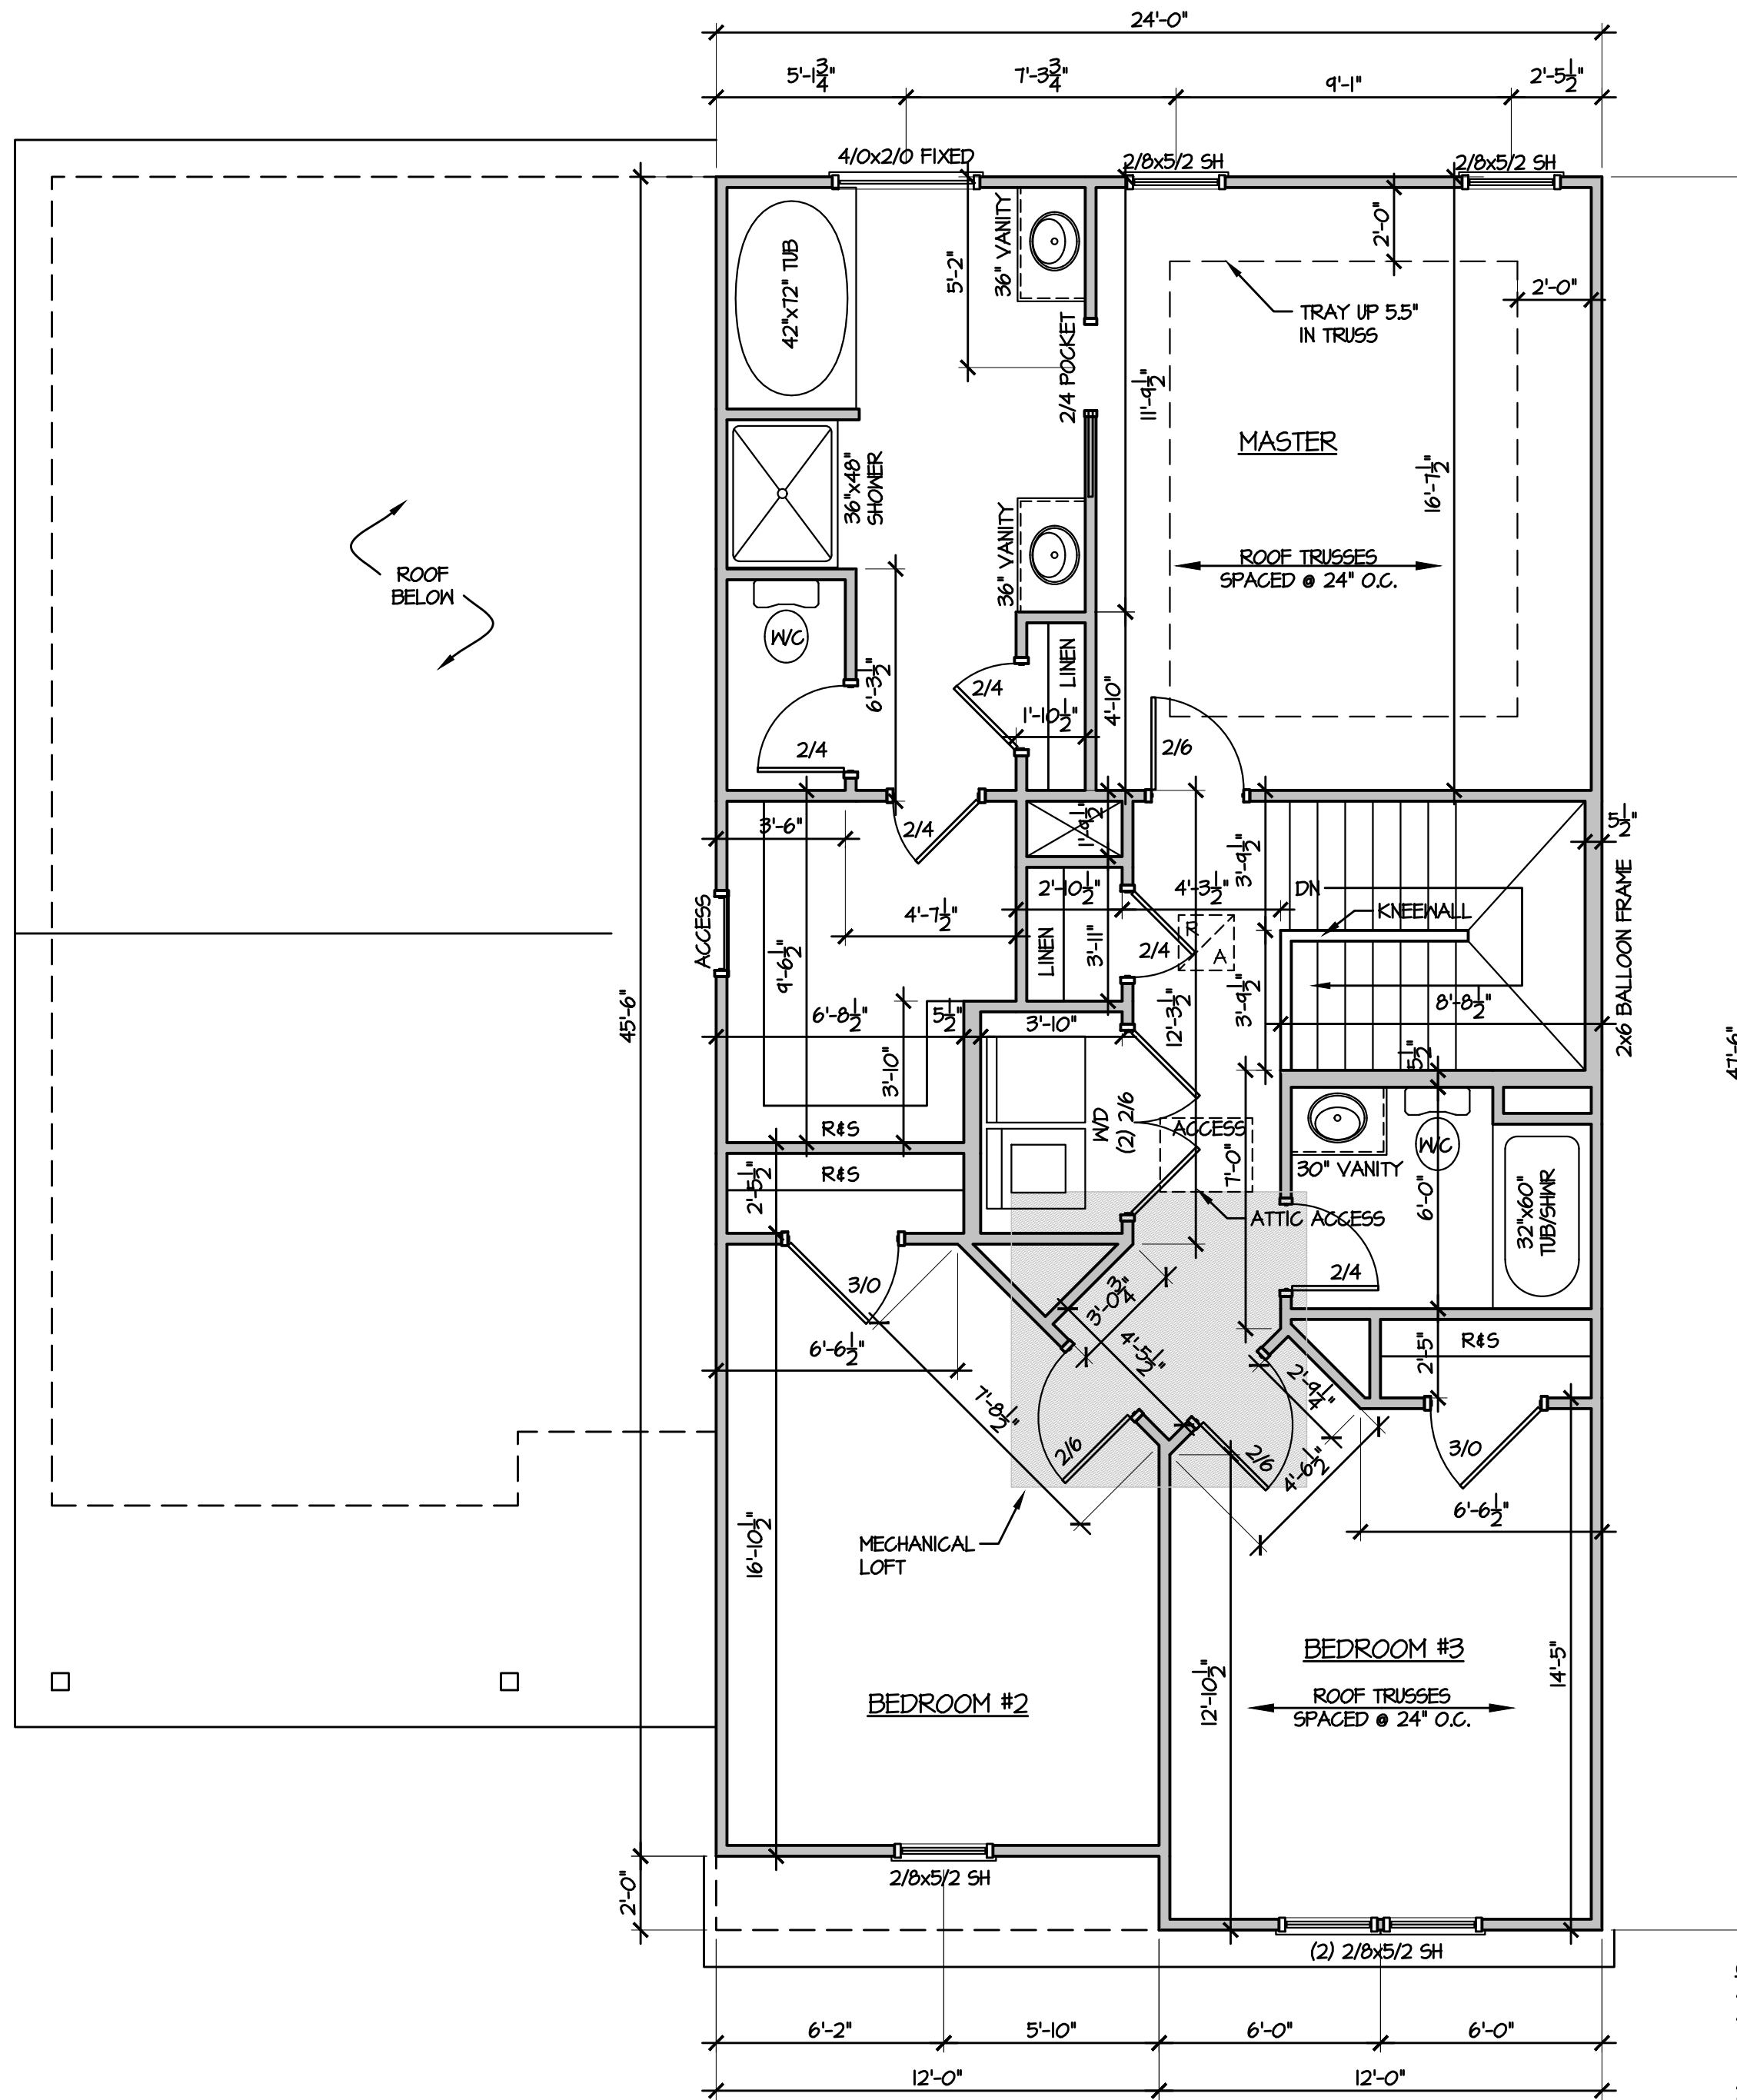 24'-0"
5'-1 3/4"
7'-3 3/4"
9'-1"
2'-5 1/2"
4/0x2/0 FIXED
2/8x5/2 SH
2/8x5/2 SH
42"x72" TUB
36" VANITY
5'-2"
2'-0"
2'-0"
TRAY UP 5.5"
IN TRUSS
2/4 POCKET
11'-9 1/2"
MASTER
16'-7 1/2"
36"x48"
SHOWER
36" VANITY
ROOF TRUSSES
SPACED @ 24" O.C.
ROOF
BELOW
W/C
LINEN
6'-3 1/2"
2/4
1'-10 1/2"
4'-10"
2/4
2/6
3'-6"
2/4
1'-9 1/2"
3'-9 1/2"
5 1/2"
2'-10 1/2"
4'-3 1/2"
DN
KNEEWALL
ACCESS
4'-7 1/2"
9'-6 1/2"
LINEN
3'-11"
2/4
R
A
2x6 BALLOON FRAME
45'-6"
6'-8 1/2"
5 1/2"
3'-10"
12'-3 1/2"
3'-9 1/2"
8'-8 1/2"
47'-6"
3'-10"
5 1/2"
W/D
(2) 2/6
ACCESS
R&S
R&S
2'-5 1/2"
7'-0"
30" VANITY
W/C
6'-0"
32"x60"
TUB/SHWR
ATTIC ACCESS
3/0
2/4
3'-0 3/4"
6'-6 1/2"
4'-5 1/2"
R&S
2'-5"
2'-9 1/4"
7'-8 1/2"
2/6
2/6
4'-6 1/2"
3/0
6'-6 1/2"
16'-10 1/2"
MECHANICAL
LOFT
BEDROOM #3
12'-10 1/2"
14'-5"
BEDROOM #2
ROOF TRUSSES
SPACED @ 24" O.C.
2/8x5/2 SH
2'-0"
(2) 2/8x5/2 SH
6'-2"
5'-10"
6'-0"
6'-0"
12'-0"
12'-0"